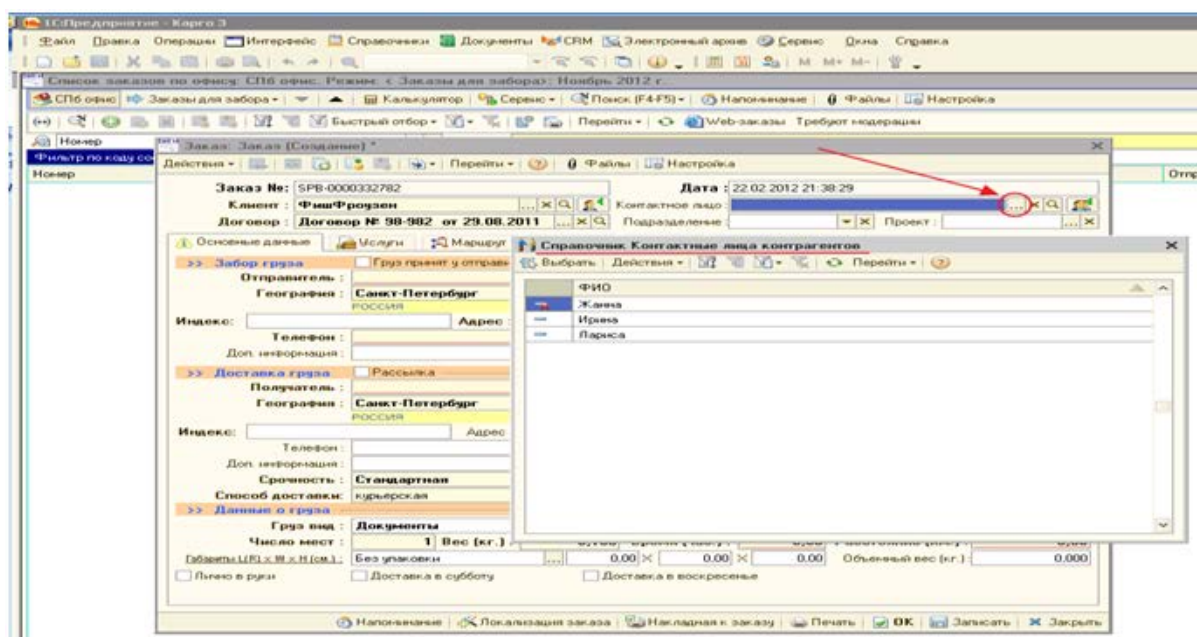 1С:Предприятие - Карго 3
Файл Правка Операции Интерфейс Справочники Документы CRM Электронный архив Сервис Окна Справка
M M+ M-
Список заказов по офису: СПб офис. Режим: < Заказы для забора>: Ноябрь 2012 г.
СПб офис Заказы для забора Калькулятор Сервис Поиск (F4-F5) Напоминание Файлы Настройка
Быстрый отбор Перейти Web-заказы Требуют модерации
Номер
Фильтр по коду
Номер
Заказ: Заказ (Создание) *
Действия Перейти Файлы Настройка
Заказ №: SPB-0000332782 Дата : 22.02.2012 21:38:29
Клиент : ФишФроузен Контактное лицо :
Договор : Договор № 98-982 от 29.08.2011 Подразделение : Проект :
Основные данные Услуги Маршрут
Справочник Контактные лица контрагентов
Выбрать Действия Перейти
ФИО
Жанна
Ирина
Лариса
>> Забор груза Груз принят у
Отправитель :
География : Санкт-Петербург
РОССИЯ
Индекс: Адрес :
Телефон :
Доп. информация :
>> Доставка груза Рассылка
Получатель :
География : Санкт-Петербург
РОССИЯ
Индекс: Адрес
Телефон :
Доп. информация :
Срочность : Стандартная
Способ доставки: курьерская
>> Данные о грузе
Груз вид : Документы
Число мест : 1 Вес (кг.) :
Габариты L(R) x W x H (см.) : Без упаковки 0.00 0.00 0.00 Объемный вес (кг.) : 0,000
Лично в руки Доставка в субботу Доставка в воскресенье
Напоминание Локализация заказа Накладная к заказу Печать OK Записать Закрыть